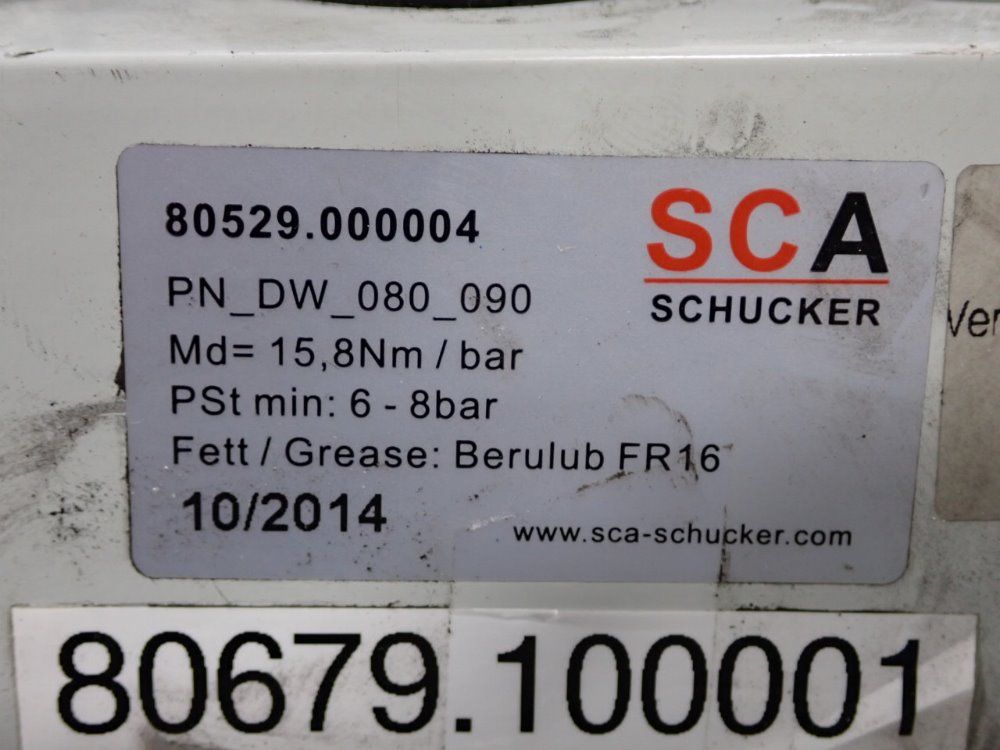 80529.000004
SCA
SCHUCKER
PN_DW_080_090
Md= 15,8Nm / bar
PSt min: 6 - 8bar
Fett / Grease: Berulub FR16
10/2014
www.sca-schucker.com
80679.100001